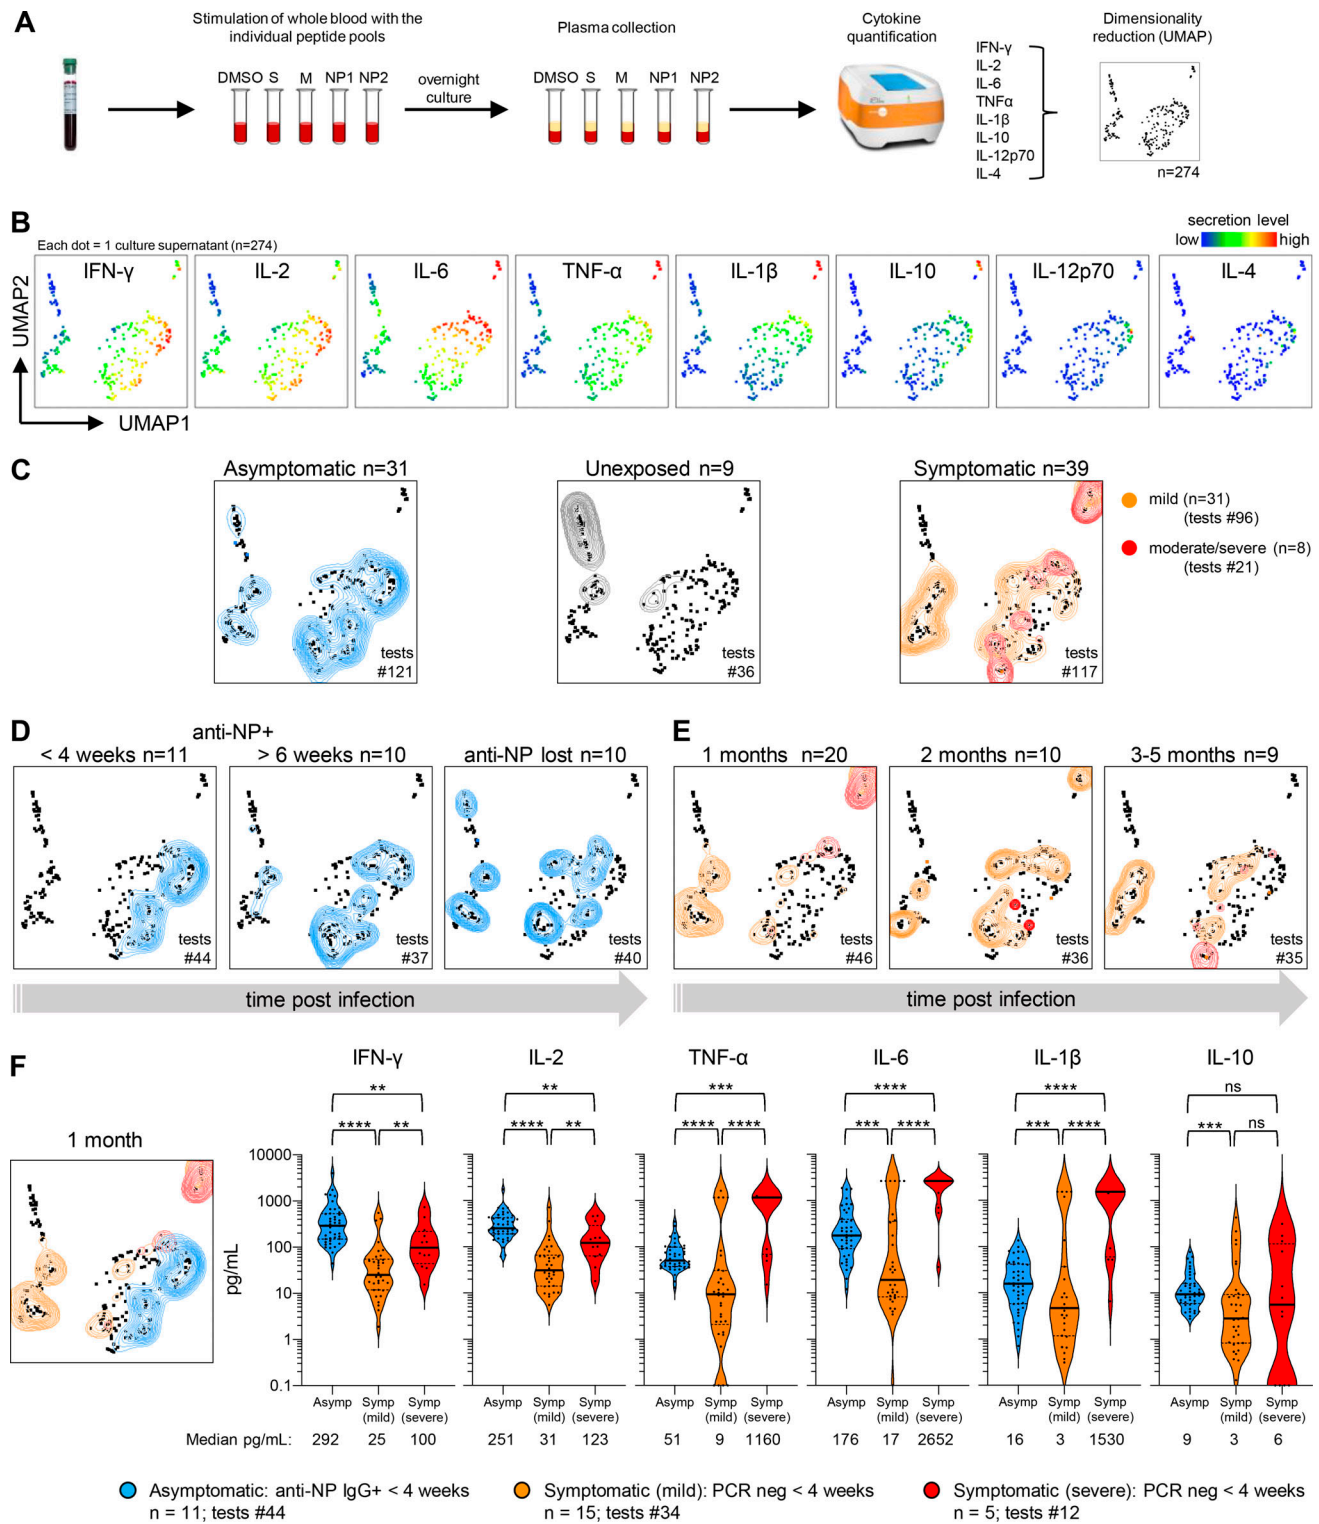 A
Stimulation of whole blood with the
individual peptide pools
DMSO S M NP1 NP2
overnight
culture
Plasma collection
DMSO S M NP1 NP2
Cytokine
quantification
IFN-γ
IL-2
IL-6
TNFα
IL-1β
IL-10
IL-12p70
IL-4
Dimensionality
reduction (UMAP)
n=274
B
Each dot = 1 culture supernatant (n=274)
secretion level
low high
IFN-γ IL-2 IL-6 TNF-α IL-1β IL-10 IL-12p70 IL-4
UMAP2
UMAP1
C
Asymptomatic n=31
tests
#121
Unexposed n=9
tests
#36
Symptomatic n=39
tests
#117
mild (n=31)
(tests #96)
moderate/severe (n=8)
(tests #21)
D
anti-NP+
< 4 weeks n=11
tests
#44
> 6 weeks n=10
tests
#37
anti-NP lost n=10
tests
#40
time post infection
E
1 months n=20
tests
#46
2 months n=10
tests
#36
3-5 months n=9
tests
#35
time post infection
F
1 month
IFN-γ IL-2 TNF-α IL-6 IL-1β IL-10
** ** *** **** **** ns
**** ** **** ** **** **** *** **** *** **** *** ns
pg/mL
10000
1000
100
10
1
0.1
Asymp Symp (mild) Symp (severe)
Asymp Symp (mild) Symp (severe)
Asymp Symp (mild) Symp (severe)
Asymp Symp (mild) Symp (severe)
Asymp Symp (mild) Symp (severe)
Asymp Symp (mild) Symp (severe)
Median pg/mL: 292 25 100 251 31 123 51 9 1160 176 17 2652 16 3 1530 9 3 6
Asymptomatic: anti-NP IgG+ < 4 weeks
n = 11; tests #44
Symptomatic (mild): PCR neg < 4 weeks
n = 15; tests #34
Symptomatic (severe): PCR neg < 4 weeks
n = 5; tests #12